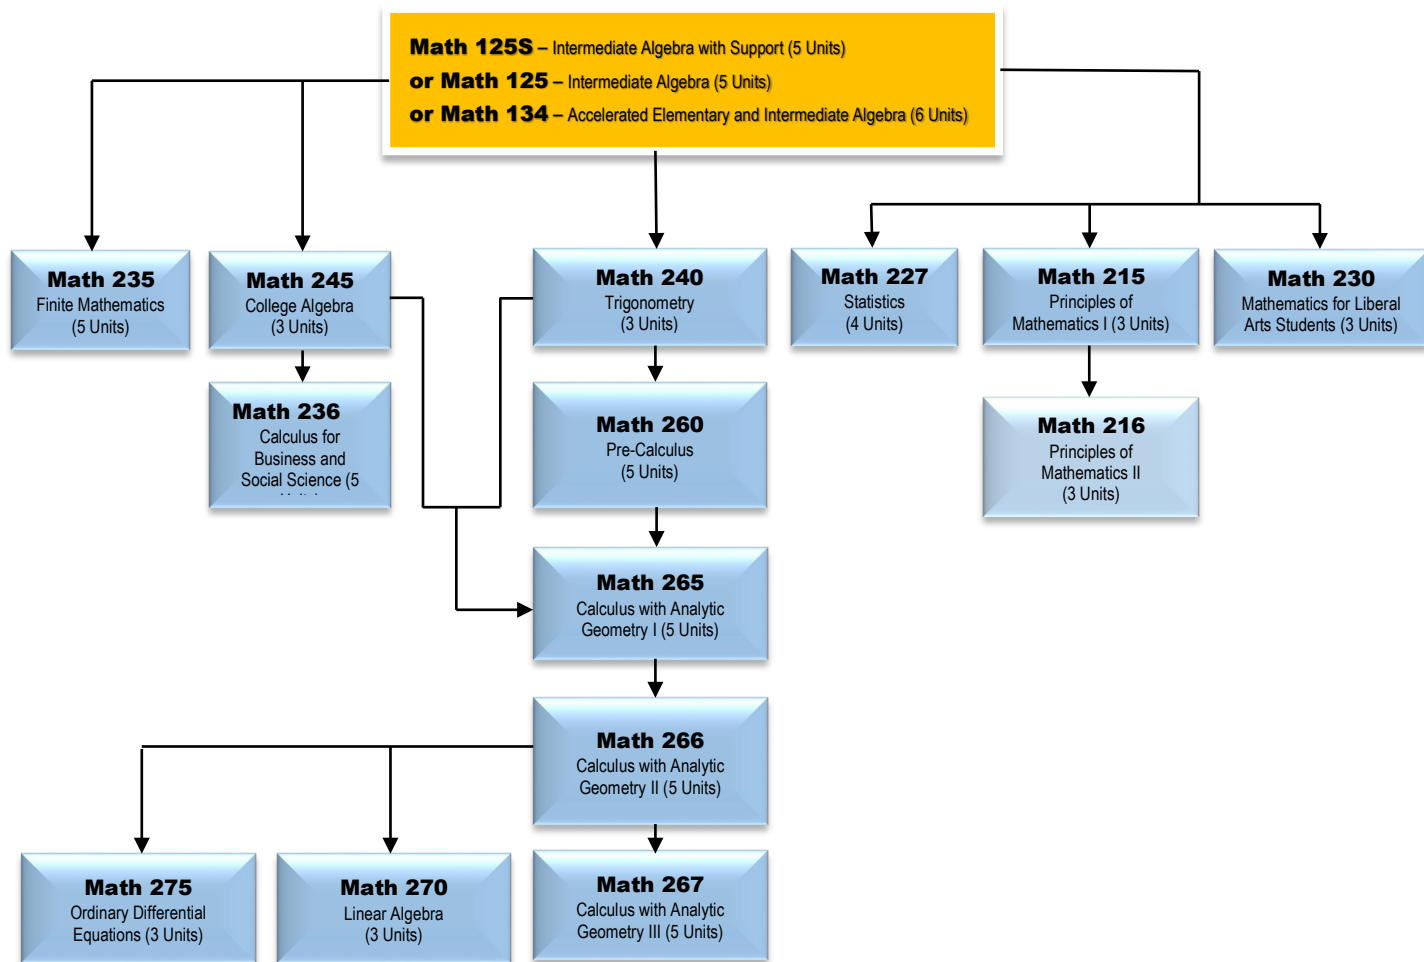 Math 125S – Intermediate Algebra with Support (5 Units)
or Math 125 – Intermediate Algebra (5 Units)
or Math 134 – Accelerated Elementary and Intermediate Algebra (6 Units)
Math 235
Finite Mathematics
(5 Units)
Math 245
College Algebra
(3 Units)
Math 240
Trigonometry
(3 Units)
Math 227
Statistics
(4 Units)
Math 215
Principles of
Mathematics I (3 Units)
Math 230
Mathematics for Liberal
Arts Students (3 Units)
Math 236
Calculus for
Business and
Social Science (5
Math 260
Pre-Calculus
(5 Units)
Math 216
Principles of
Mathematics II
(3 Units)
Math 265
Calculus with Analytic
Geometry I (5 Units)
Math 266
Calculus with Analytic
Geometry II (5 Units)
Math 275
Ordinary Differential
Equations (3 Units)
Math 270
Linear Algebra
(3 Units)
Math 267
Calculus with Analytic
Geometry III (5 Units)